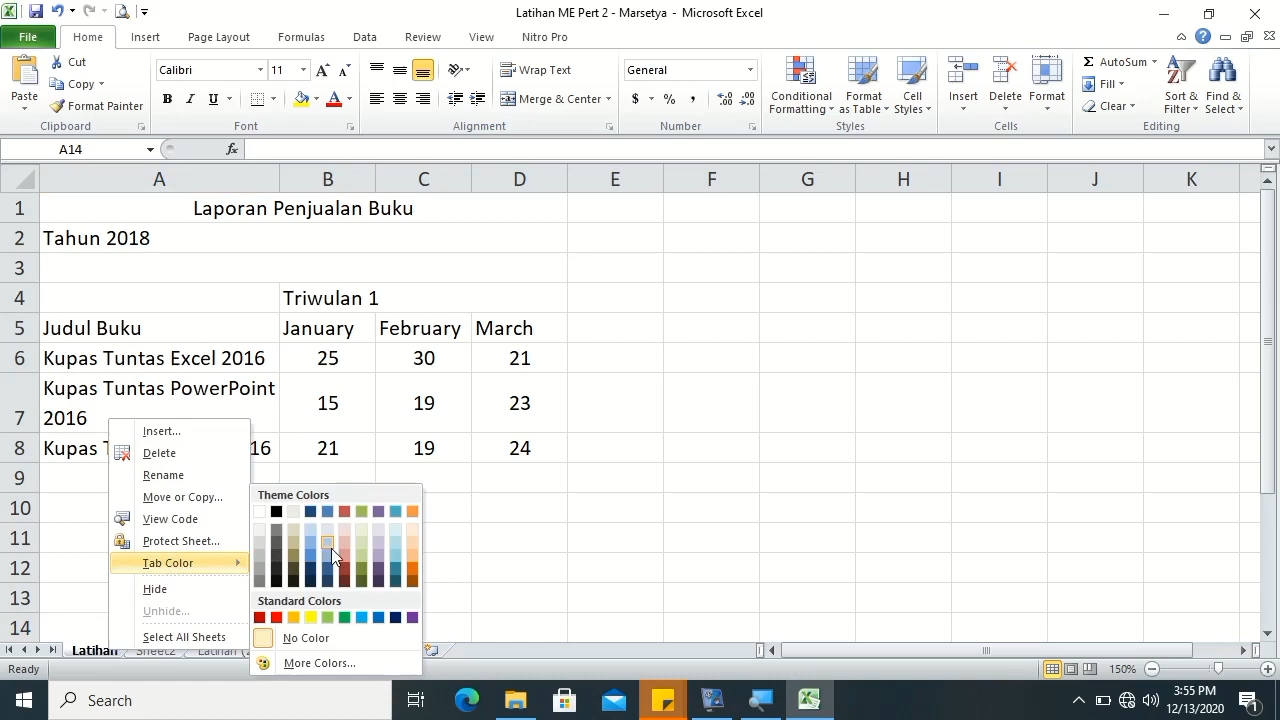 Latihan ME Pert 2 - Marsetya - Microsoft Excel
File Home Insert Page Layout Formulas Data Review View Nitro Pro
Paste
Cut
Copy
Format Painter
Clipboard
Calibri 11
B I U
Font
Wrap Text
Merge & Center
Alignment
General
$ % ,
Number
Conditional Formatting
Format as Table
Cell Styles
Styles
Insert
Delete
Format
Cells
AutoSum
Fill
Clear
Sort & Filter
Find & Select
Editing
A14 fx
A B C D E F G H I J K
1 Laporan Penjualan Buku
2 Tahun 2018
3
4 Triwulan 1
5 Judul Buku January February March
6 Kupas Tuntas Excel 2016 25 30 21
Kupas Tuntas PowerPoint
7 2016 15 19 23
8 Kupas T 16 21 19 24
9
10
11
12
13
14
Insert...
Delete
Rename
Move or Copy...
View Code
Protect Sheet...
Tab Color
Hide
Unhide...
Select All Sheets
Theme Colors
Standard Colors
No Color
More Colors...
Latihan Sheet2 Latihan (2
Ready 150%
Search 3:55 PM
12/13/2020 1